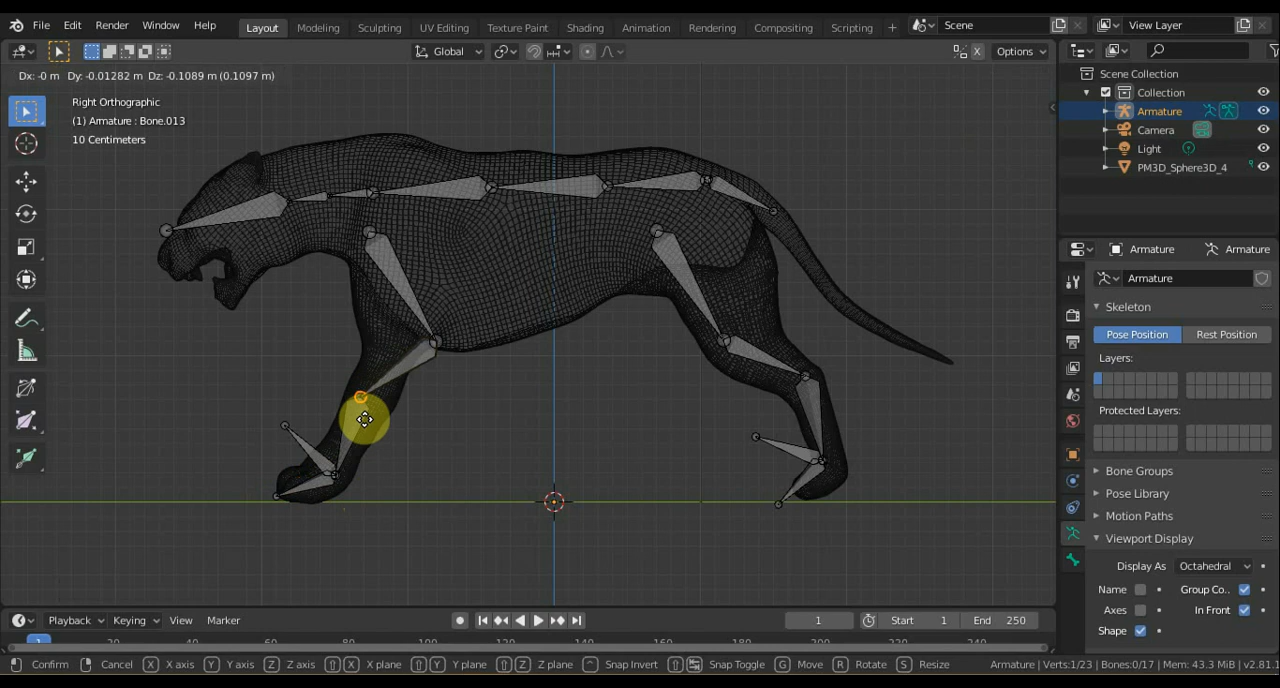 File Edit Render Window Help Layout Modeling Sculpting UV Editing Texture Paint Shading Animation Rendering Compositing Scripting Scene View Layer
Global Options
Dx: -0 m Dy: -0.01282 m Dz: -0.1089 m (0.1097 m)
Right Orthographic
(1) Armature : Bone.013
10 Centimeters
Scene Collection
Collection
Armature
Camera
Light
PM3D_Sphere3D_4
Armature Armature
Armature
Skeleton
Pose Position Rest Position
Layers:
Protected Layers:
Bone Groups
Pose Library
Motion Paths
Viewport Display
Display As Octahedral
Name Group Co..
Axes In Front
Shape
Playback Keying View Marker 1 Start 1 End 250
1
Confirm Cancel X X axis Y Y axis Z Z axis X X plane Y Y plane Z Z plane Snap Invert Snap Toggle G Move R Rotate S Resize Armature | Verts:1/23 | Bones:0/17 | Mem: 43.3 MiB | v2.81.1